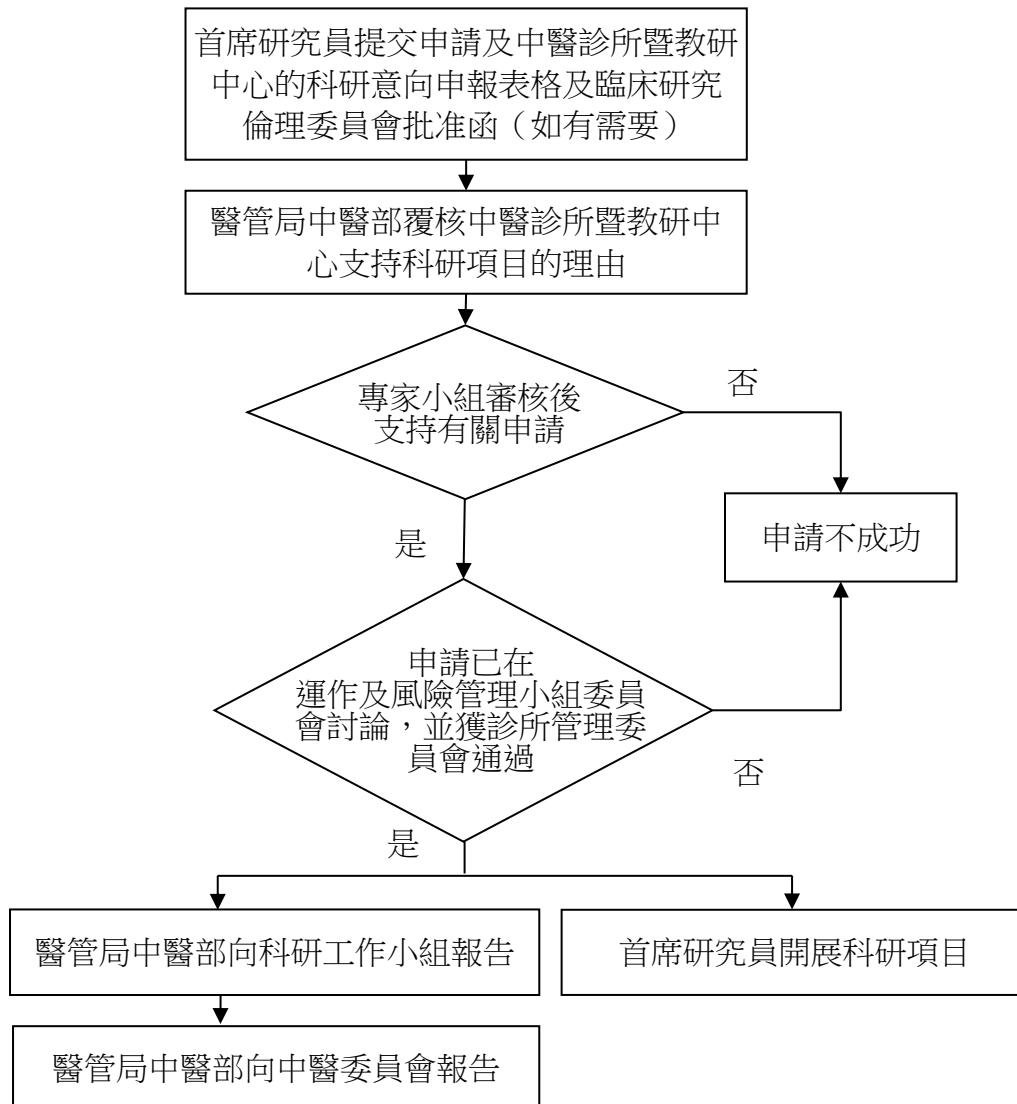 首席研究員提交申請及中醫診所暨教研
中心的科研意向申報表格及臨床研究
倫理委員會批准函（如有需要）
醫管局中醫部覆核中醫診所暨教研中
心支持科研項目的理由
專家小組審核後
支持有關申請
否
是
申請不成功
申請已在
運作及風險管理小組委員
會討論，並獲診所管理委
員會通過
否
是
醫管局中醫部向科研工作小組報告
首席研究員開展科研項目
醫管局中醫部向中醫委員會報告